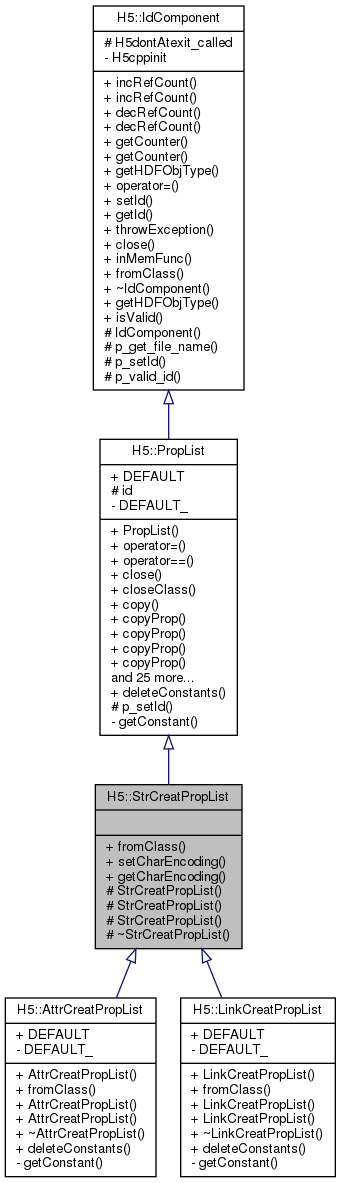 H5::IdComponent
# H5dontAtexit_called
- H5cppinit
+ incRefCount()
+ incRefCount()
+ decRefCount()
+ decRefCount()
+ getCounter()
+ getCounter()
+ getHDFObjType()
+ operator=()
+ setId()
+ getId()
+ throwException()
+ close()
+ inMemFunc()
+ fromClass()
+ ~IdComponent()
+ getHDFObjType()
+ isValid()
# IdComponent()
# p_get_file_name()
# p_setId()
# p_valid_id()
H5::PropList
+ DEFAULT
# id
- DEFAULT_
+ PropList()
+ operator=()
+ operator==()
+ close()
+ closeClass()
+ copy()
+ copyProp()
+ copyProp()
+ copyProp()
+ copyProp()
and 25 more...
+ deleteConstants()
# p_setId()
- getConstant()
H5::StrCreatPropList
+ fromClass()
+ setCharEncoding()
+ getCharEncoding()
# StrCreatPropList()
# StrCreatPropList()
# StrCreatPropList()
# ~StrCreatPropList()
H5::AttrCreatPropList
+ DEFAULT
- DEFAULT_
+ AttrCreatPropList()
+ fromClass()
+ AttrCreatPropList()
+ AttrCreatPropList()
+ ~AttrCreatPropList()
+ deleteConstants()
- getConstant()
H5::LinkCreatPropList
+ DEFAULT
- DEFAULT_
+ LinkCreatPropList()
+ fromClass()
+ LinkCreatPropList()
+ LinkCreatPropList()
+ ~LinkCreatPropList()
+ deleteConstants()
- getConstant()